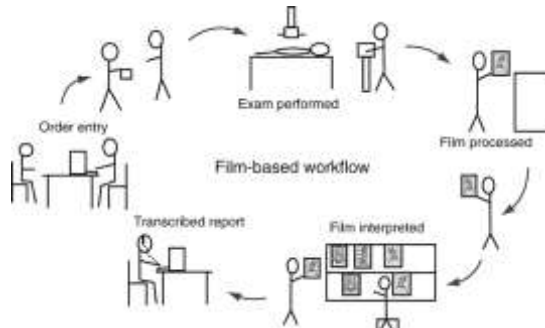 Exam performed
Order entry
Film processed
Film-based workflow
Transcribed report
Film interpreted